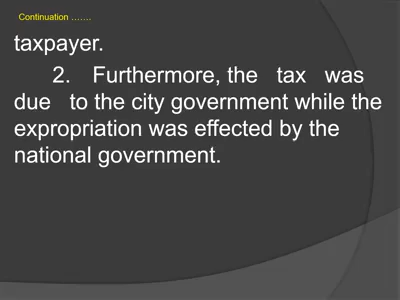 Continuation …….
taxpayer.
2. Furthermore, the tax was
due to the city government while the
expropriation was effected by the
national government.